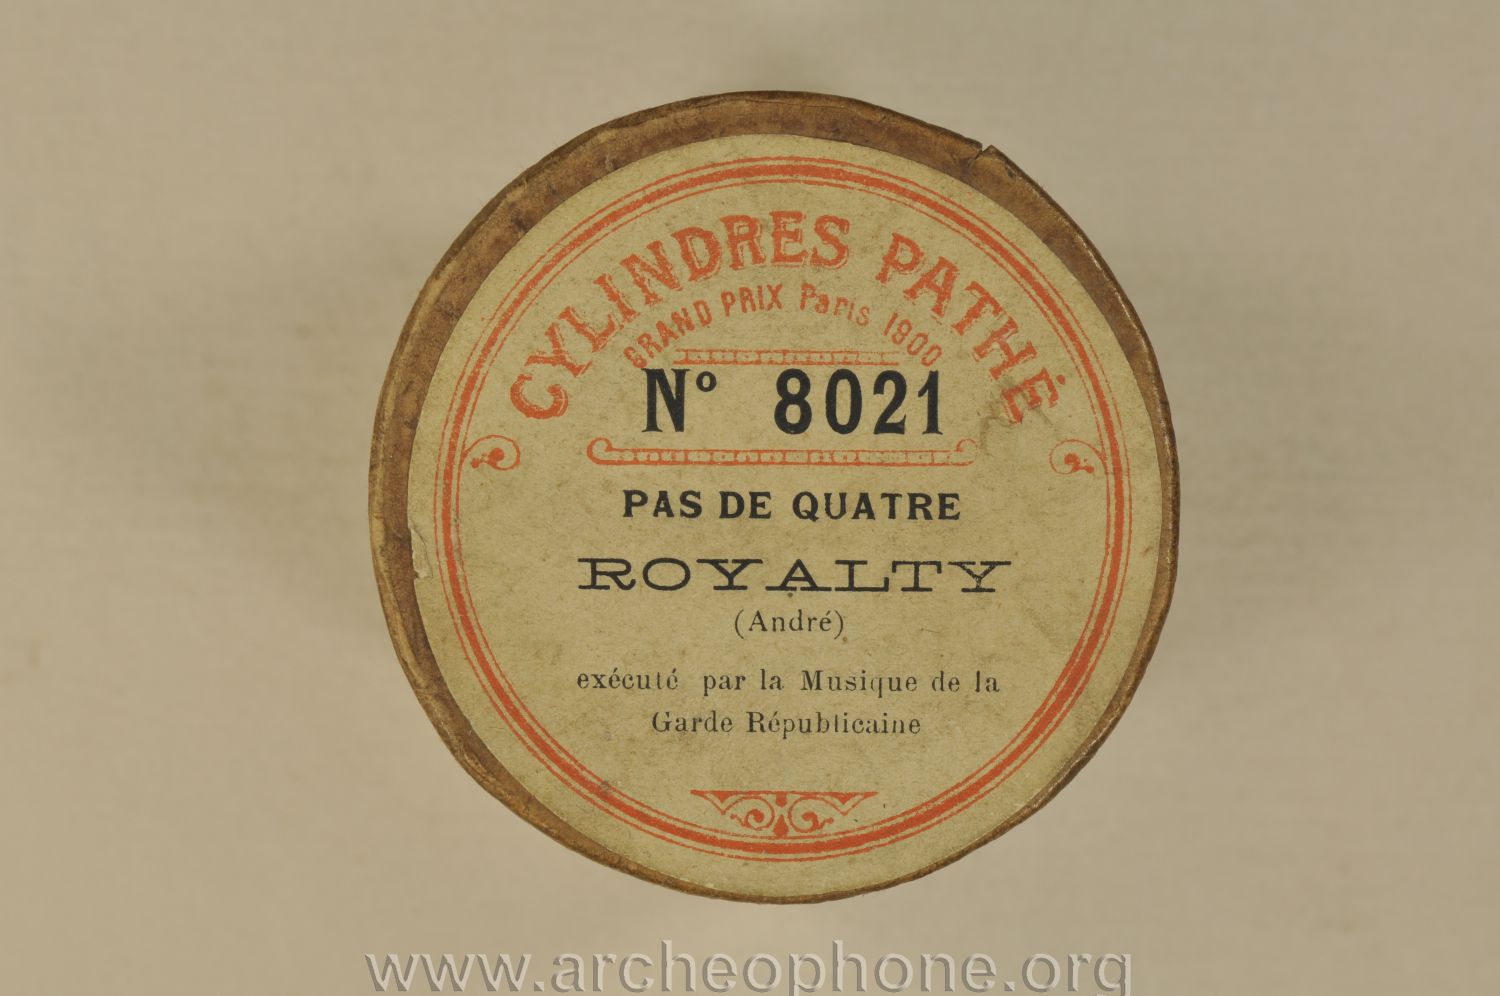 CYLINDRES PATHÉ
GRAND PRIX Paris 1900
Nº 8021
PAS DE QUATRE
ROYALTY
(André)
exécuté par la Musique de la
Garde Républicaine
www.archeophone.org